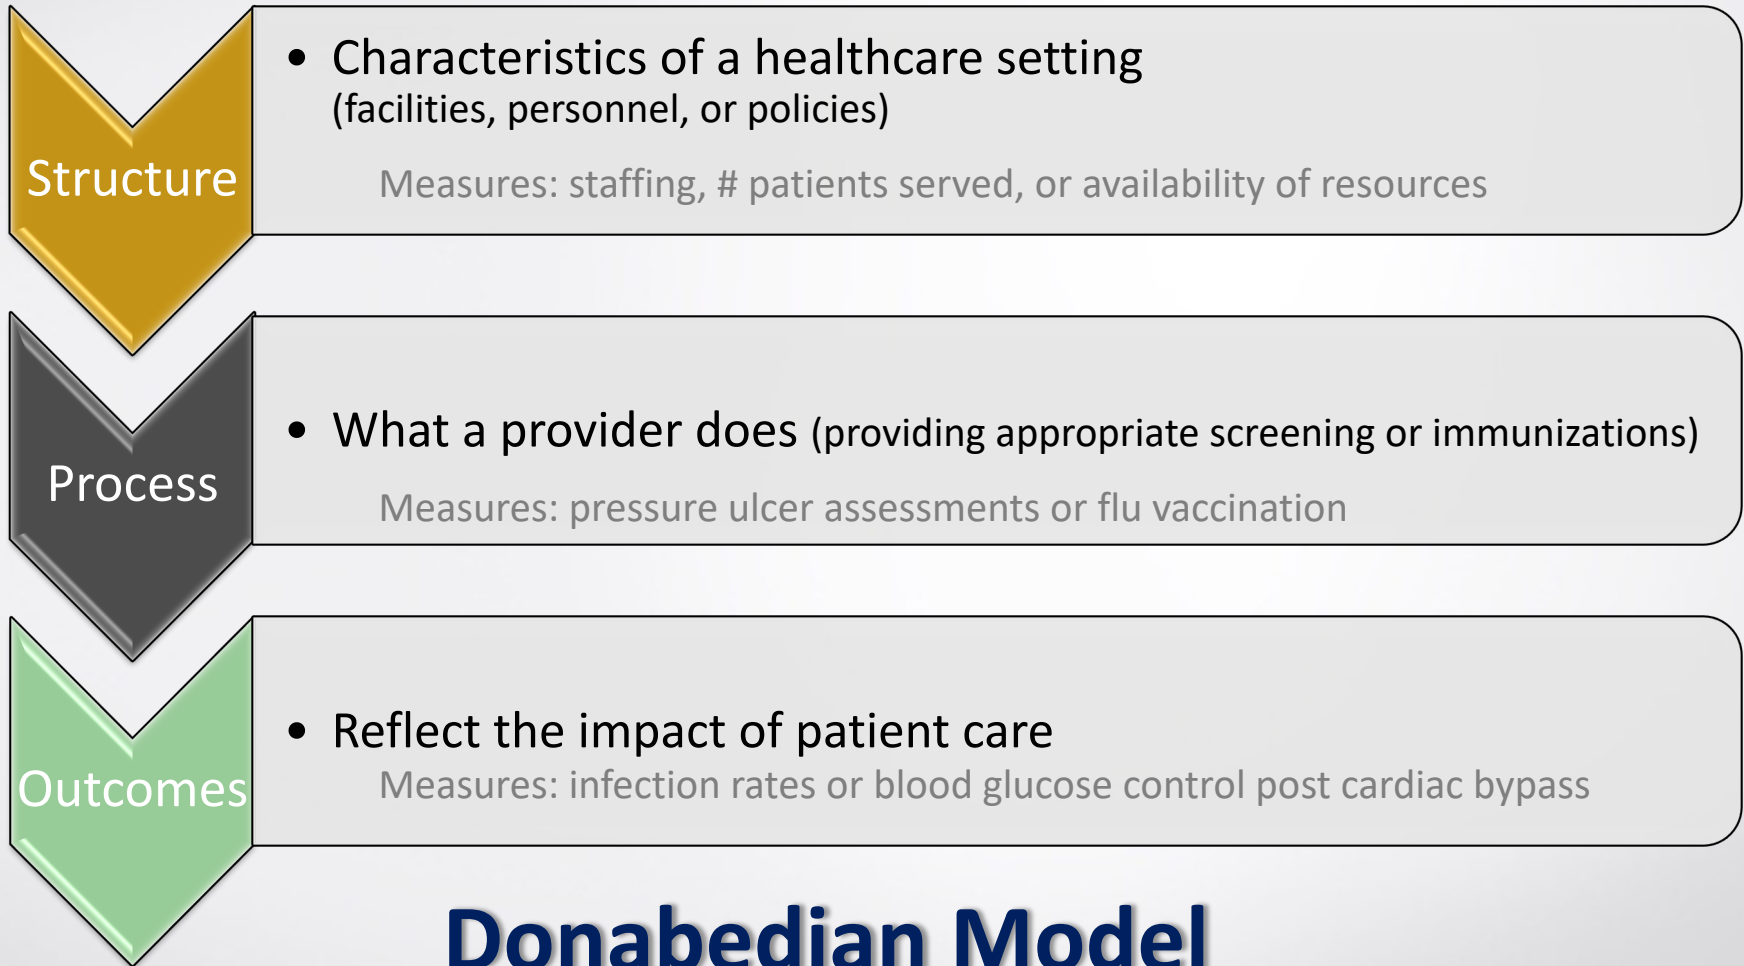 Structure
• Characteristics of a healthcare setting
(facilities, personnel, or policies)
Measures: staffing, # patients served, or availability of resources
Process
• What a provider does (providing appropriate screening or immunizations)
Measures: pressure ulcer assessments or flu vaccination
Outcomes
• Reflect the impact of patient care
Measures: infection rates or blood glucose control post cardiac bypass
Donabedian Model